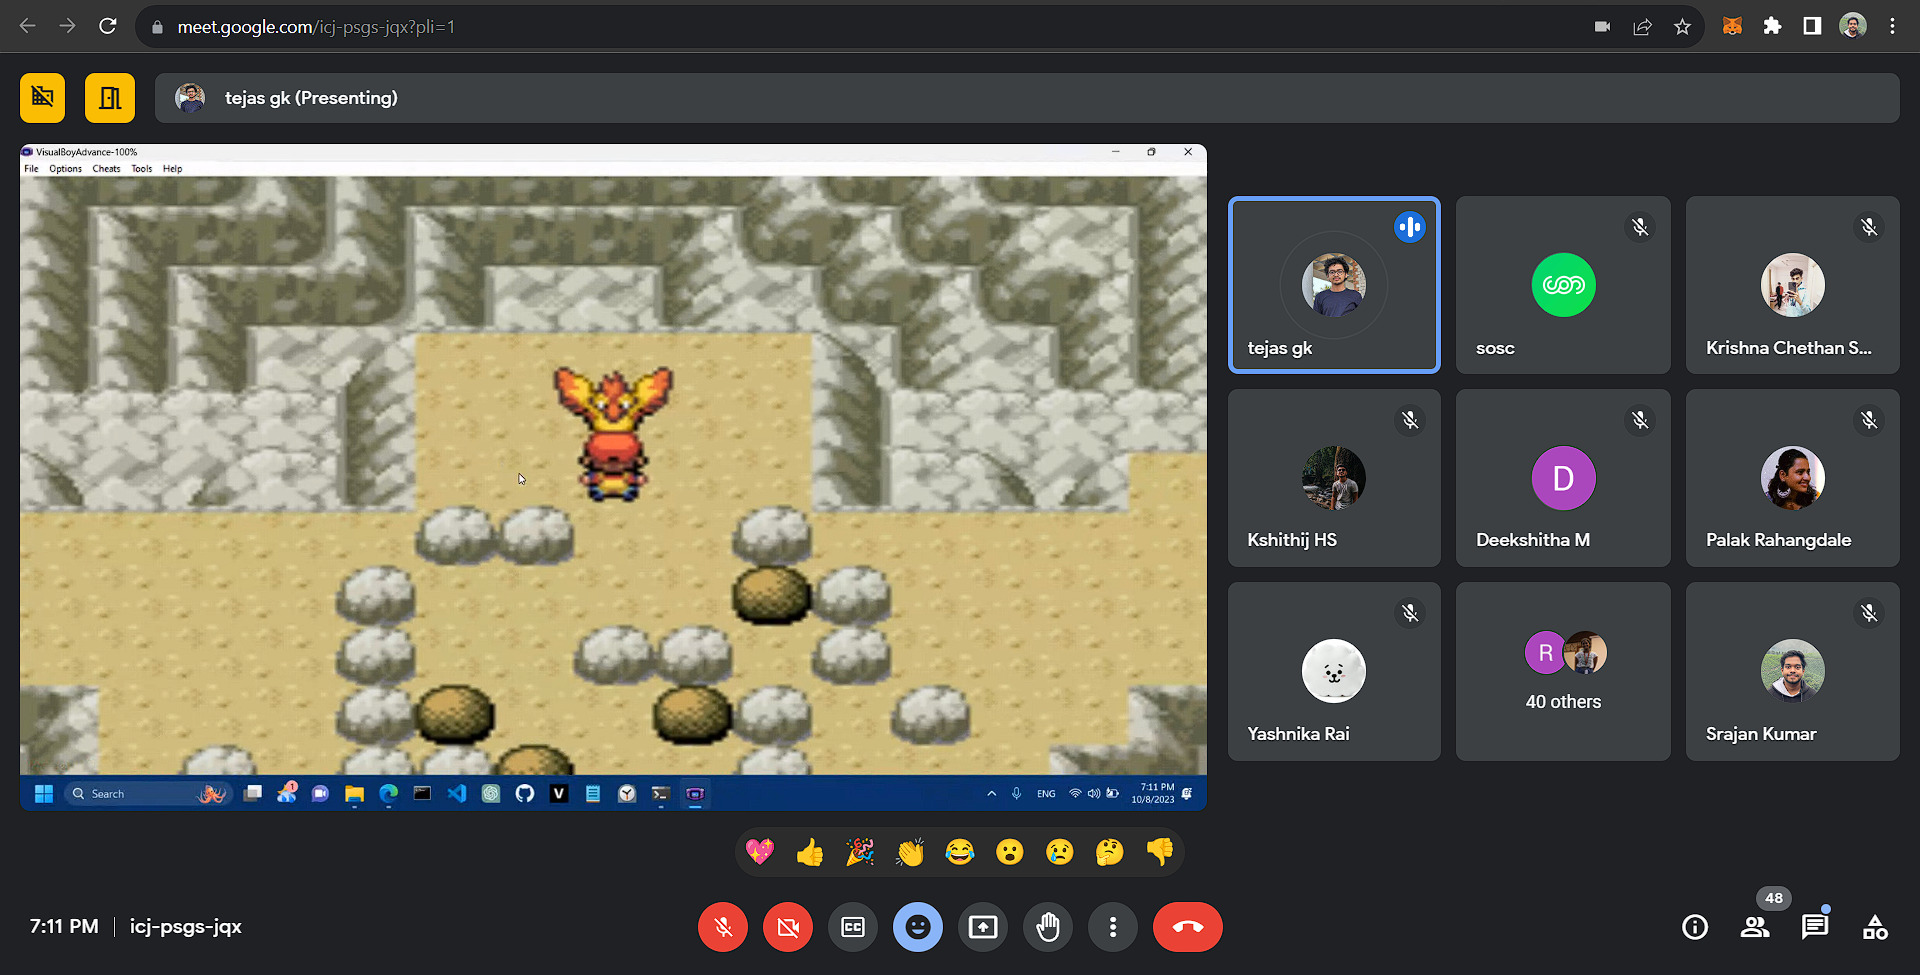 meet.google.com/icj-psgs-jqx?pli=1
tejas gk (Presenting)
VisualBoyAdvance-100%
File Options Cheats Tools Help
tejas gk
sosc
Krishna Chethan S...
Kshithij HS
D
Deekshitha M
Palak Rahangdale
Yashnika Rai
R
40 others
Srajan Kumar
Search
1
V
ENG
7:11 PM
10/8/2023
7:11 PM
icj-psgs-jqx
CC
48